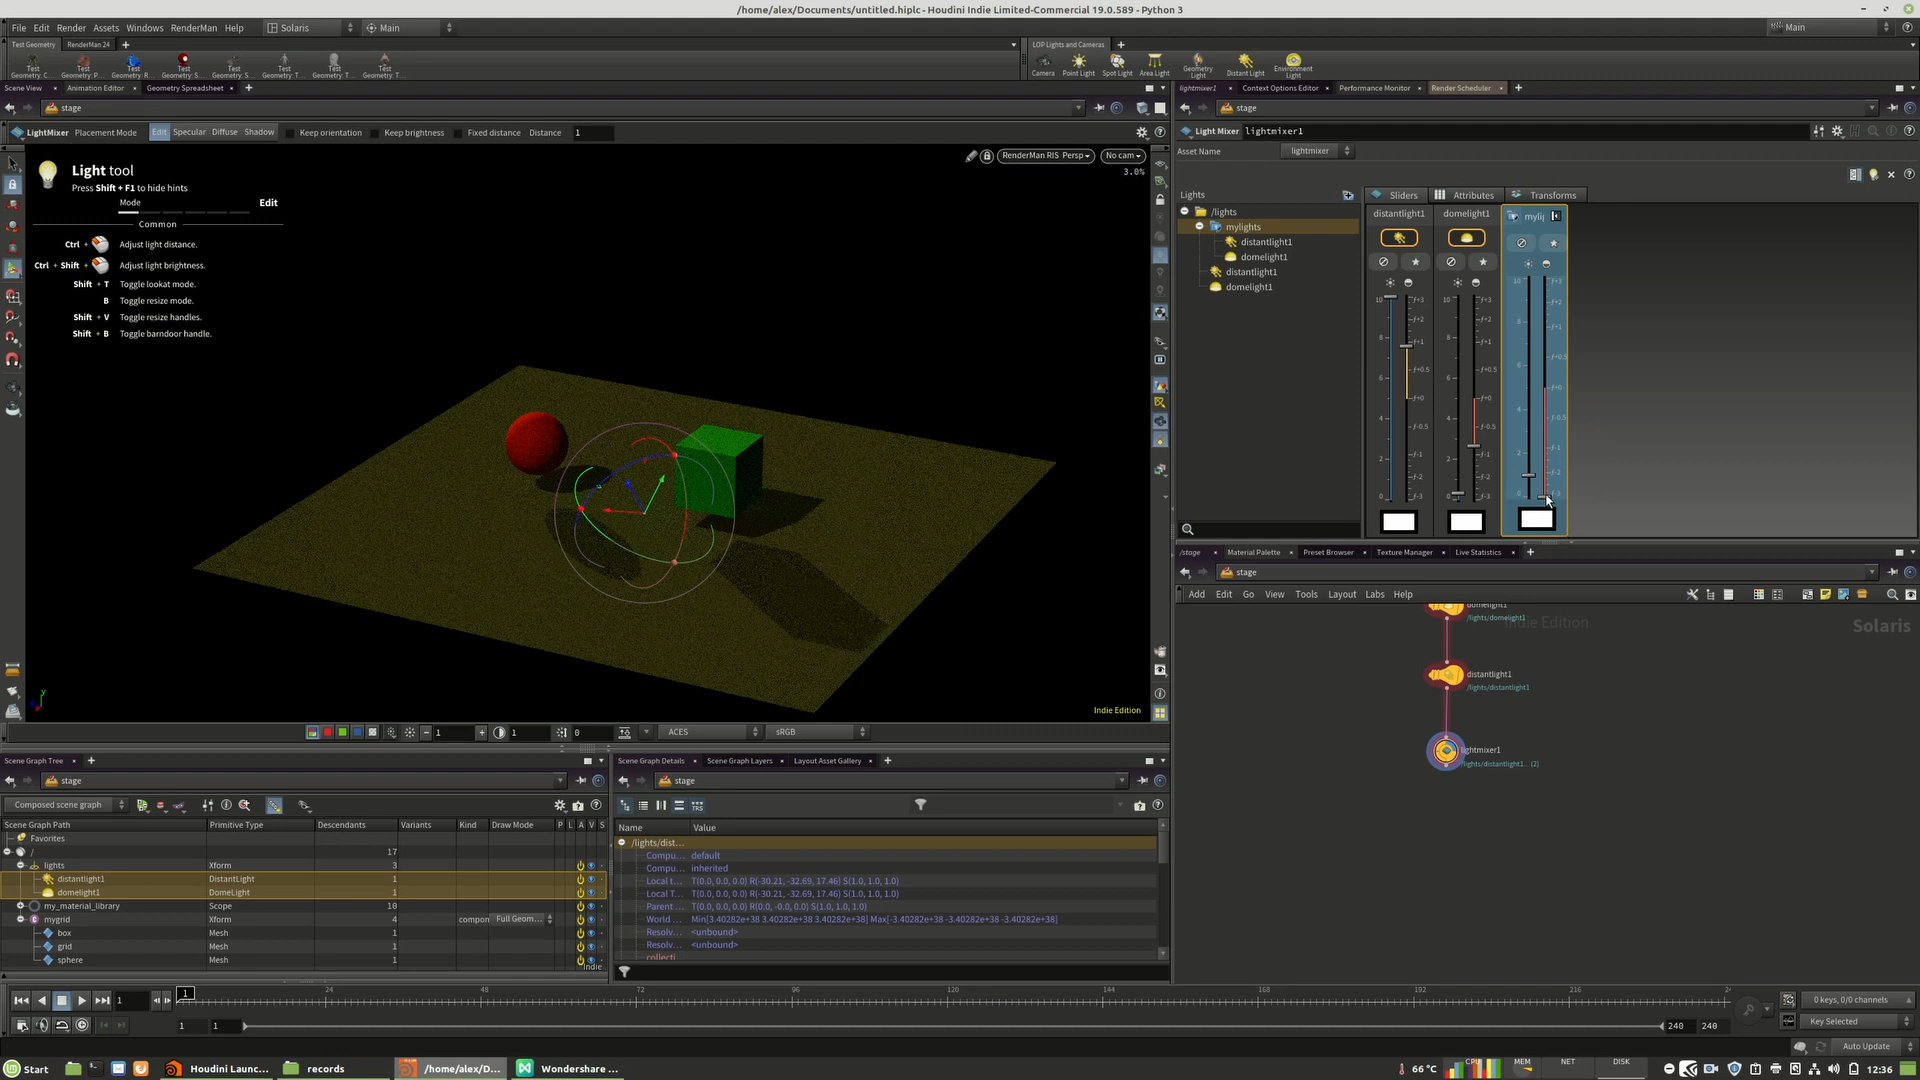 /home/alex/Documents/untitled.hiplc - Houdini Indie Limited-Commercial 19.0.589 - Python 3
File Edit Render Assets Windows RenderMan Help Solaris Main Main
Test Geometry RenderMan 24 LOP Lights and Cameras
Test Geometry: C... Test Geometry: P... Test Geometry: R... Test Geometry: S... Test Geometry: S... Test Geometry: T... Test Geometry: T... Test Geometry: T...
Camera Point Light Spot Light Area Light Geometry Light Distant Light Environment Light
Scene View Animation Editor Geometry Spreadsheet
lightmixer1 Context Options Editor Performance Monitor Render Scheduler
stage
stage
LightMixer Placement Mode Edit Specular Diffuse Shadow Keep orientation Keep brightness Fixed distance Distance 1
Light Mixer lightmixer1
Asset Name lightmixer
RenderMan RIS Persp No cam
3.0%
Light tool
Press Shift + F1 to hide hints
Mode Edit
Common
Ctrl + Adjust light distance.
Ctrl + Shift + Adjust light brightness.
Shift + T Toggle lookat mode.
B Toggle resize mode.
Shift + V Toggle resize handles.
Shift + B Toggle barndoor handle.
Indie Edition
Lights
/lights
mylights
distantlight1
domelight1
distantlight1
domelight1
Sliders Attributes Transforms
distantlight1 domelight1 mylig
1 1 0 ACES sRGB
/stage Material Palette Preset Browser Texture Manager Live Statistics
stage
Add Edit Go View Tools Layout Labs Help
Indie Edition
Solaris
domelight1
/lights/domelight1
distantlight1
/lights/distantlight1
lightmixer1
/lights/distantlight1... (2)
Scene Graph Tree
stage
Composed scene graph
Scene Graph Path Primitive Type Descendants Variants Kind Draw Mode P L A V S
Favorites
/ 17
lights Xform 3
distantlight1 DistantLight 1
domelight1 DomeLight 1
my_material_library Scope 10
mygrid Xform 4 compon Full Geom...
box Mesh 1
grid Mesh 1
sphere Mesh 1
Indie
Scene Graph Details Scene Graph Layers Layout Asset Gallery
stage
Name Value
/lights/dist...
Compu... default
Compu... inherited
Local t... T(0.0, 0.0, 0.0) R(-30.21, -32.69, 17.46) S(1.0, 1.0, 1.0)
Local T... T(0.0, 0.0, 0.0) R(-30.21, -32.69, 17.46) S(1.0, 1.0, 1.0)
Parent ... T(0.0, 0.0, 0.0) R(0.0, -0.0, 0.0) S(1.0, 1.0, 1.0)
World ... Min[3.40282e+38 3.40282e+38 3.40282e+38] Max[-3.40282e+38 -3.40282e+38 -3.40282e+38]
Resolv... <unbound>
Resolv... <unbound>
collecti
1 1 24 48 72 96 120 144 168 192 216
0 keys, 0/0 channels
1 1 240 240 Key Selected
Auto Update
Start Houdini Launc... records /home/alex/D... Wondershare ... 66 °C CPU MEM NET DISK 12:36